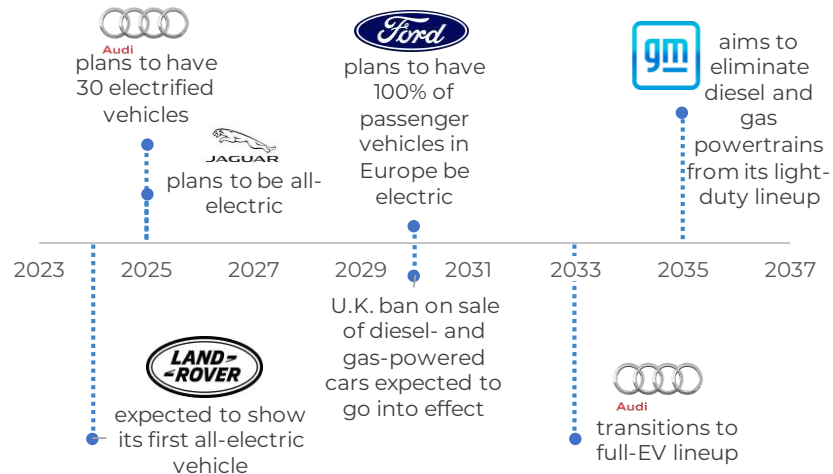 Audi
plans to have
30 electrified
vehicles
JAGUAR
plans to be all-
electric
Ford
plans to have
100% of
passenger
vehicles in
Europe be
electric
gm
aims to
eliminate
diesel and
gas
powertrains
from its light-
duty lineup
2023 2025 2027 2029 2031 2033 2035 2037
LAND-
-ROVER
expected to show
its first all-electric
vehicle
U.K. ban on sale
of diesel- and
gas-powered
cars expected to
go into effect
Audi
transitions to
full-EV lineup